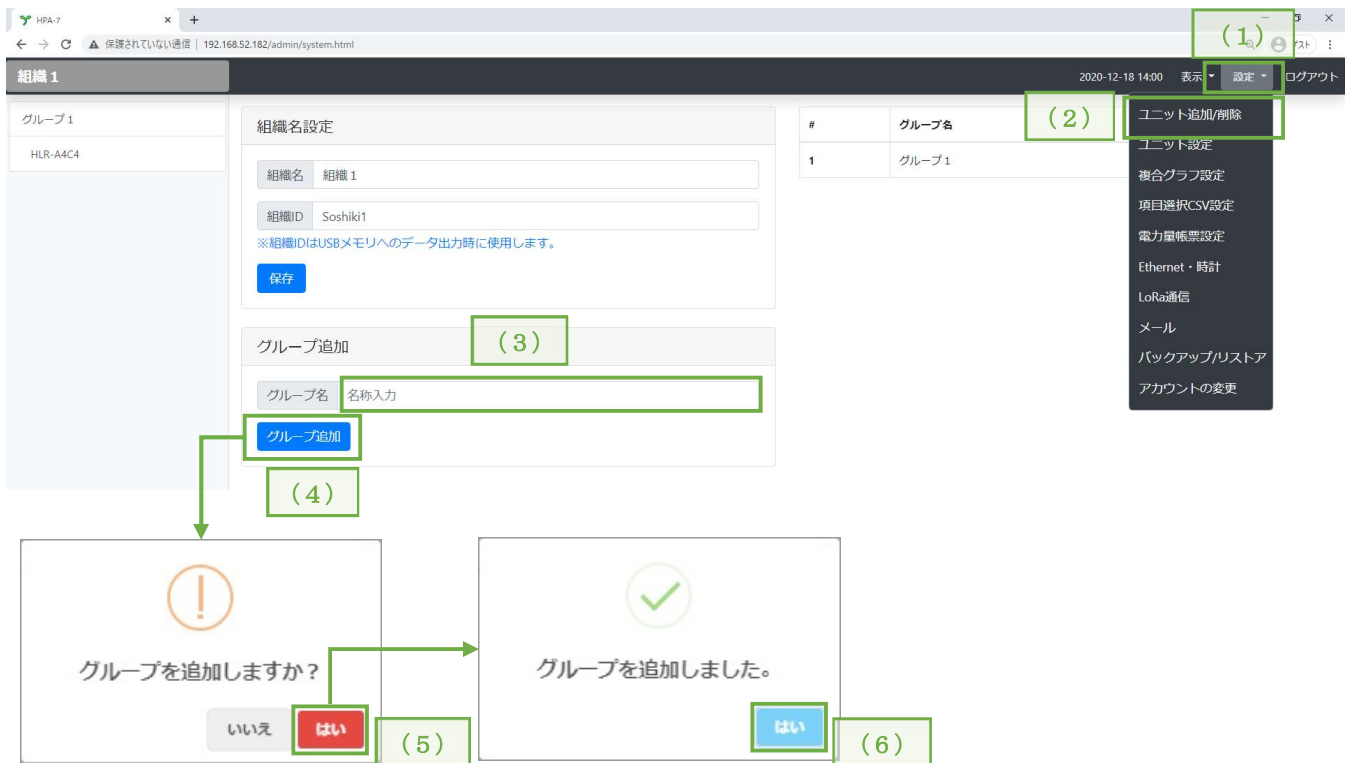 HPA-7
保護されていない通信 | 192.168.52.182/admin/system.html
(1)
組織 1
2020-12-18 14:00 表示 設定 ログアウト
グループ 1
HLR-A4C4
組織名設定
組織名 組織 1
組織ID Soshiki1
※組織IDはUSBメモリへのデータ出力時に使用します。
保存
# グループ名
1 グループ 1
(2)
ユニット追加/削除
ユニット設定
複合グラフ設定
項目選択CSV設定
電力量帳票設定
Ethernet・時計
LoRa通信
メール
バックアップ/リストア
アカウントの変更
グループ追加
(3)
グループ名 名称入力
グループ追加
(4)
グループを追加しますか？
いいえ はい
(5)
グループを追加しました。
はい
(6)